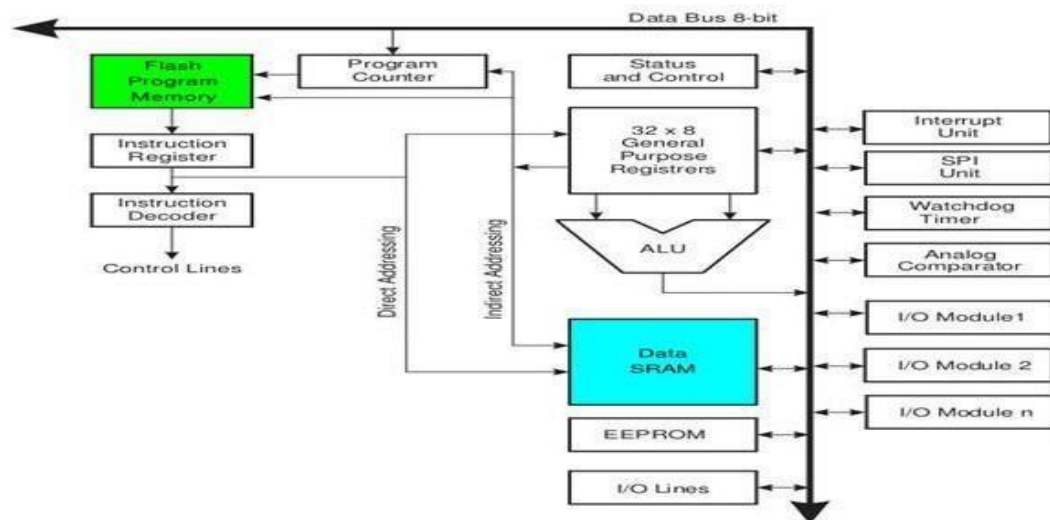 Data Bus 8-bit
Flash
Program
Memory
Program
Counter
Status
and Control
Interrupt
Unit
32 x 8
General
Purpose
Registrers
Instruction
Register
SPI
Unit
Instruction
Decoder
Watchdog
Timer
ALU
Analog
Comparator
Control Lines
Direct Addressing
Indirect Addressing
I/O Module1
Data
SRAM
I/O Module 2
I/O Module n
EEPROM
I/O Lines